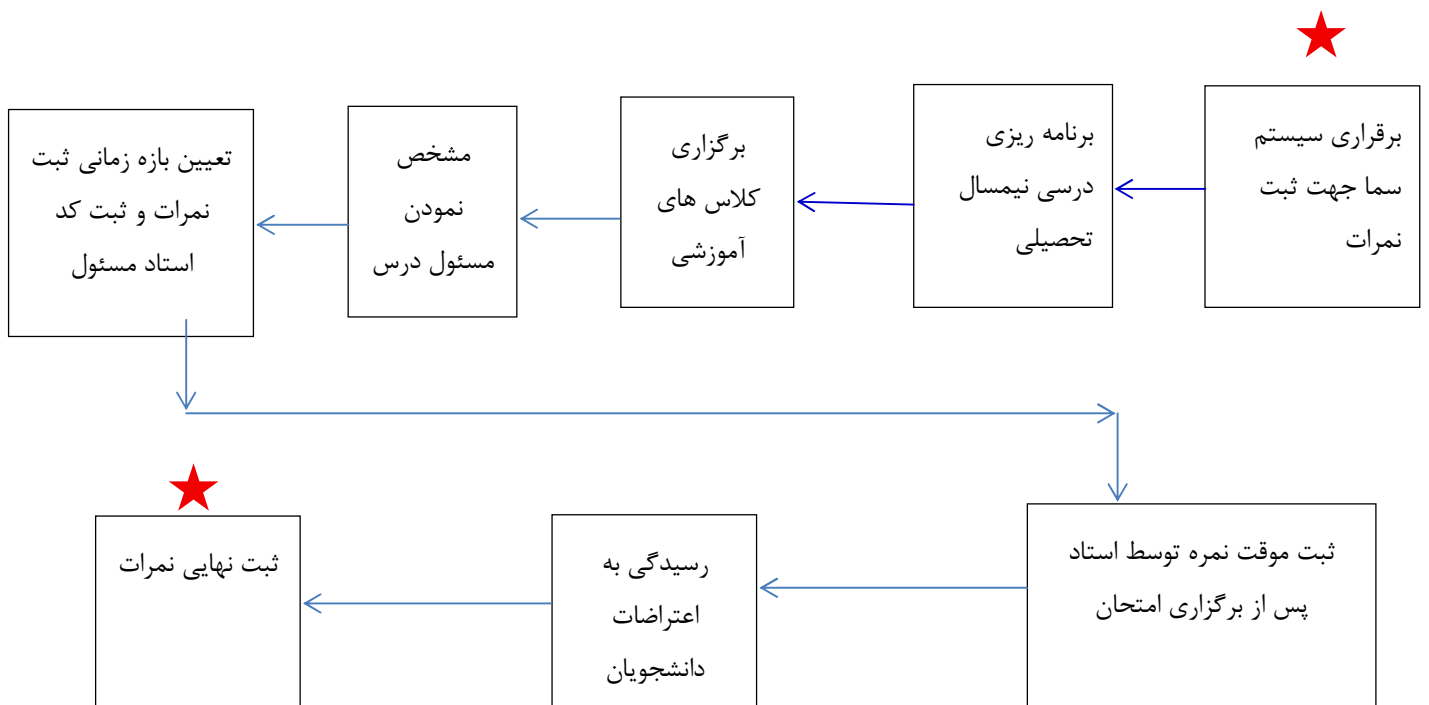 برقراری سیستم
سما جهت ثبت
نمرات
برنامه ریزی
درسی نیمسال
تحصیلی
برگزاری
کلاس های
آموزشی
مشخص
نمودن
مسئول درس
تعیین بازه زمانی ثبت
نمرات و ثبت کد
استاد مسئول
ثبت موقت نمره توسط استاد
پس از برگزاری امتحان
رسیدگی به
اعتراضات
دانشجویان
ثبت نهایی نمرات